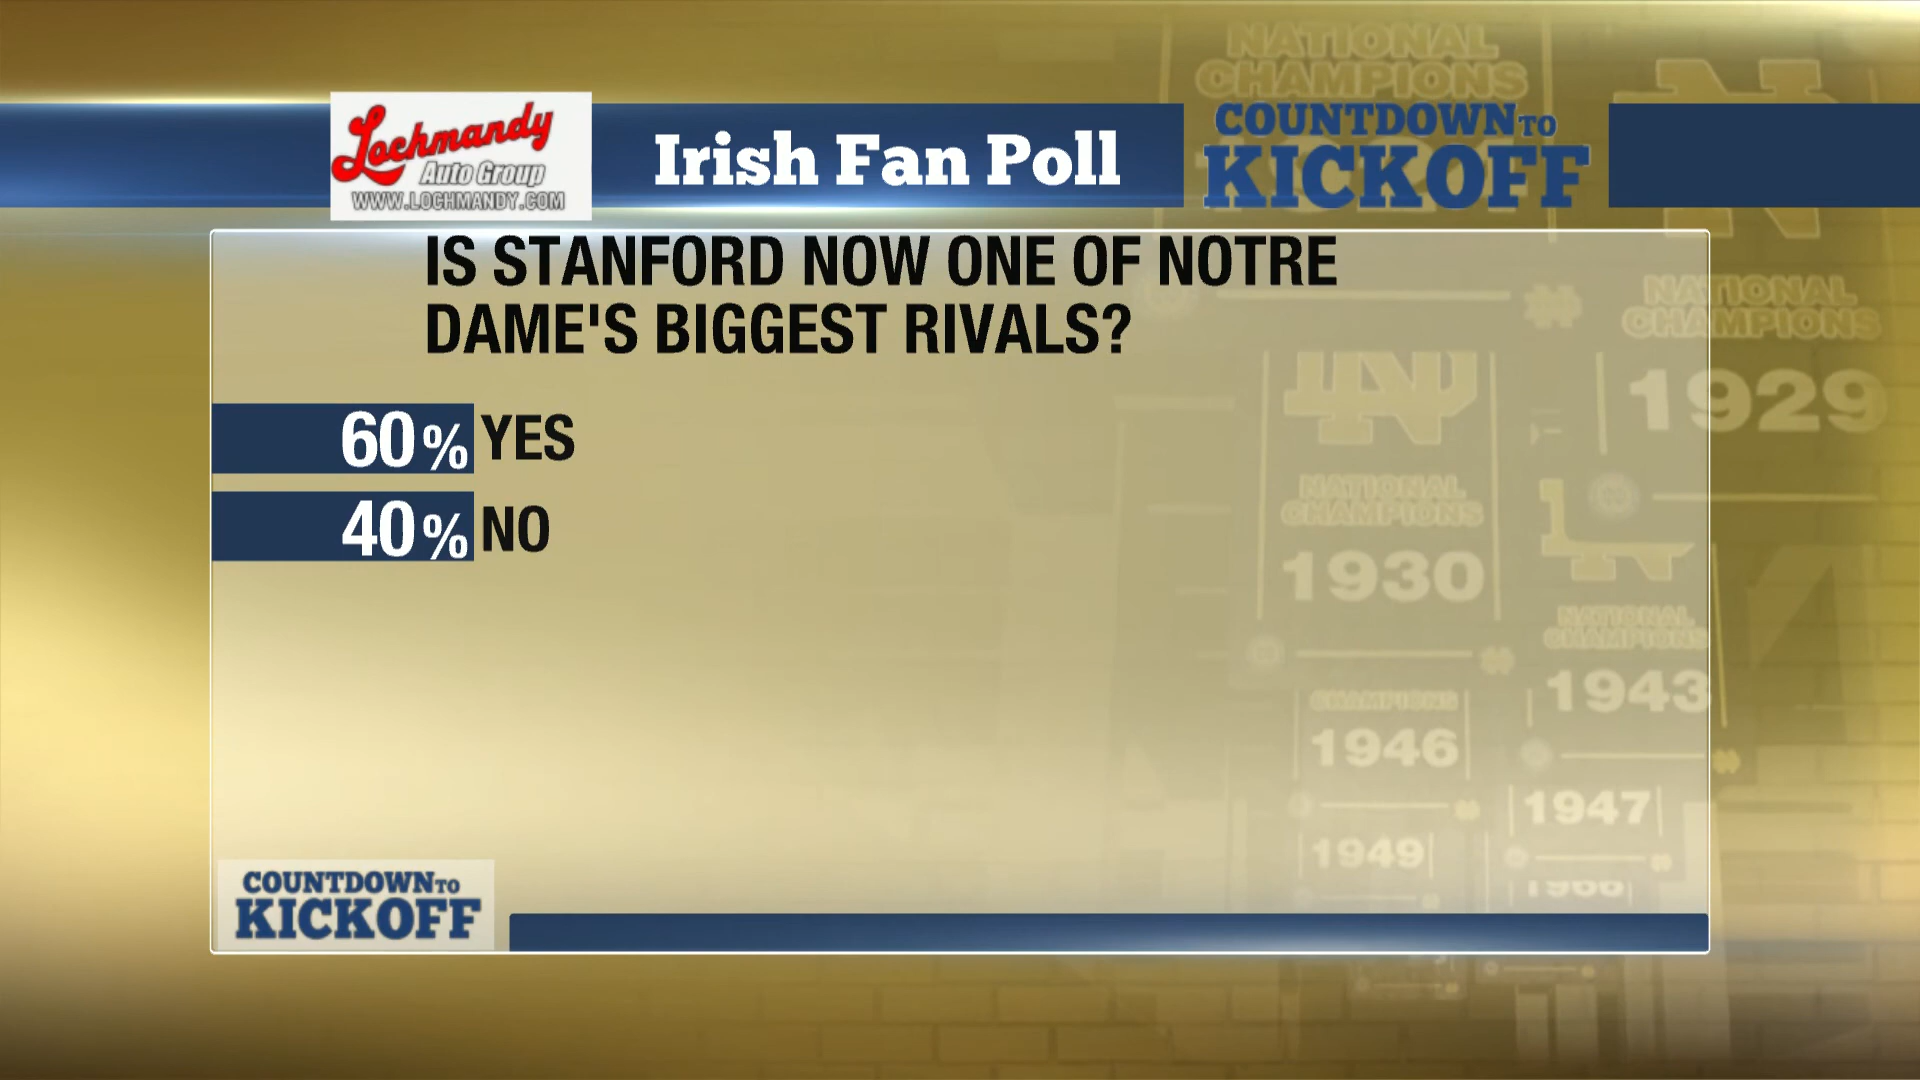 NATIONAL
CHAMPIONS
Lochmandy
Auto Group
WWW.LOCHMANDY.COM
Irish Fan Poll
COUNTDOWN TO
KICKOFF
IS STANFORD NOW ONE OF NOTRE
DAME'S BIGGEST RIVALS?
NATIONAL
CHAMPIONS
1929
60% YES
40% NO
NATIONAL
CHAMPIONS
1930
NATIONAL
CHAMPIONS
1943
CHAMPIONS
1946
1947
1949
1966
COUNTDOWN TO
KICKOFF